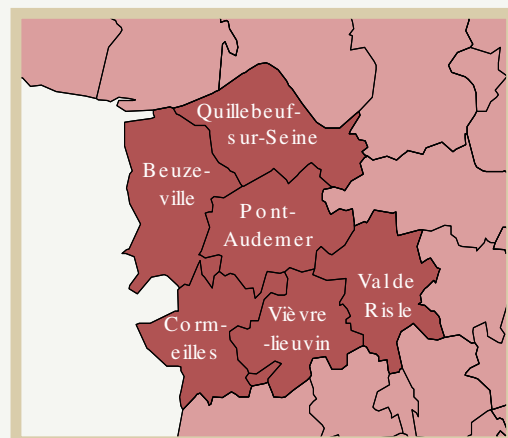 Quillebeuf-
sur-Seine
Beuze-
ville
Pont-
Audemer
Val de
Risle
Corm-
eilles
Vièvre
-lieuvin